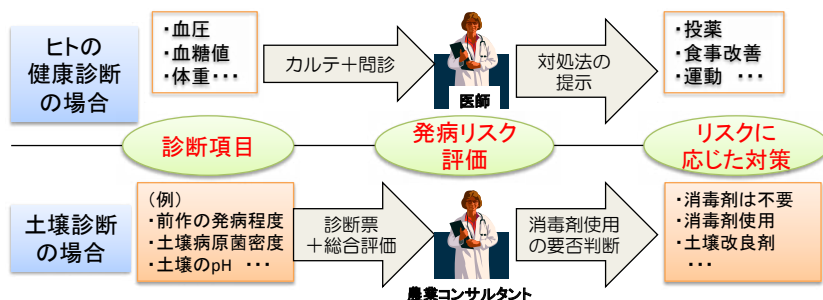 ヒトの
健康診断
の場合
・血圧
・血糖値
・体重・・・
カルテ＋問診
医師
対処法の
提示
・投薬
・食事改善
・運動 ・・・
診断項目
発病リスク
評価
リスクに
応じた対策
土壌診断
の場合
（例）
・前作の発病程度
・土壌病原菌密度
・土壌のpH ・・・
診断票
＋総合評価
農業コンサルタント
消毒剤使用
の要否判断
・消毒剤は不要
・消毒剤使用
・土壌改良剤
・・・